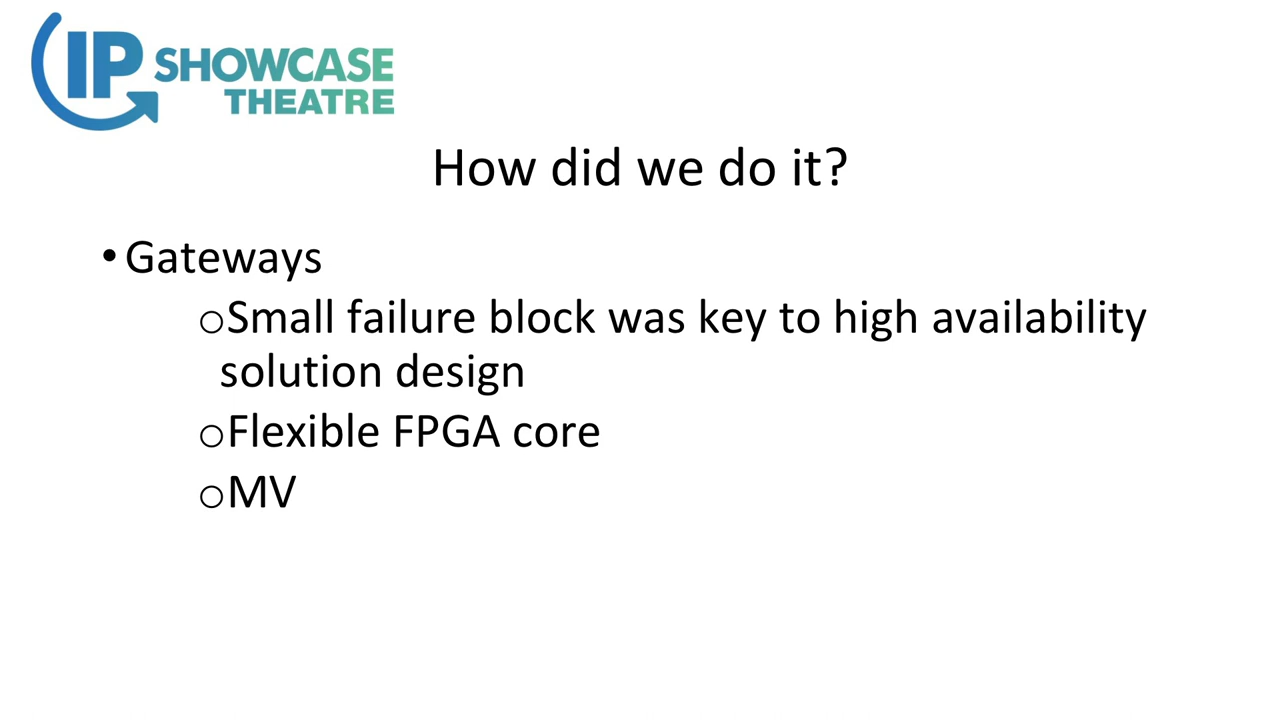 IP SHOWCASE
THEATRE
How did we do it?
• Gateways
o Small failure block was key to high availability
solution design
o Flexible FPGA core
o MV